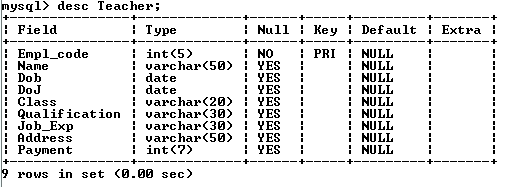 mysql> desc Teacher;
+---------------+-------------+------+-----+---------+-------+
| Field         | Type        | Null | Key | Default | Extra |
+---------------+-------------+------+-----+---------+-------+
| Empl_code     | int(5)      | NO   | PRI | NULL    |       |
| Name          | varchar(50) | YES  |     | NULL    |       |
| Dob           | date        | YES  |     | NULL    |       |
| DoJ           | date        | YES  |     | NULL    |       |
| Class         | varchar(20) | YES  |     | NULL    |       |
| Qualification | varchar(30) | YES  |     | NULL    |       |
| Job_Exp       | varchar(30) | YES  |     | NULL    |       |
| Address       | varchar(50) | YES  |     | NULL    |       |
| Payment       | int(7)      | YES  |     | NULL    |       |
+---------------+-------------+------+-----+---------+-------+
9 rows in set (0.00 sec)